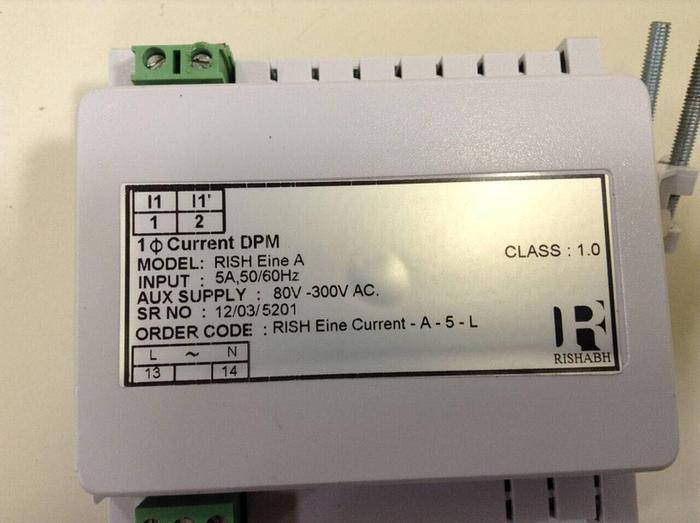 I1 I1'
1 2
1ϕ Current DPM
MODEL: RISH Eine A
CLASS : 1.0
INPUT : 5A,50/60Hz
AUX SUPPLY : 80V -300V AC.
SR NO : 12/03/5201
ORDER CODE : RISH Eine Current - A - 5 - L
L ~ N
13 14
RISHABH